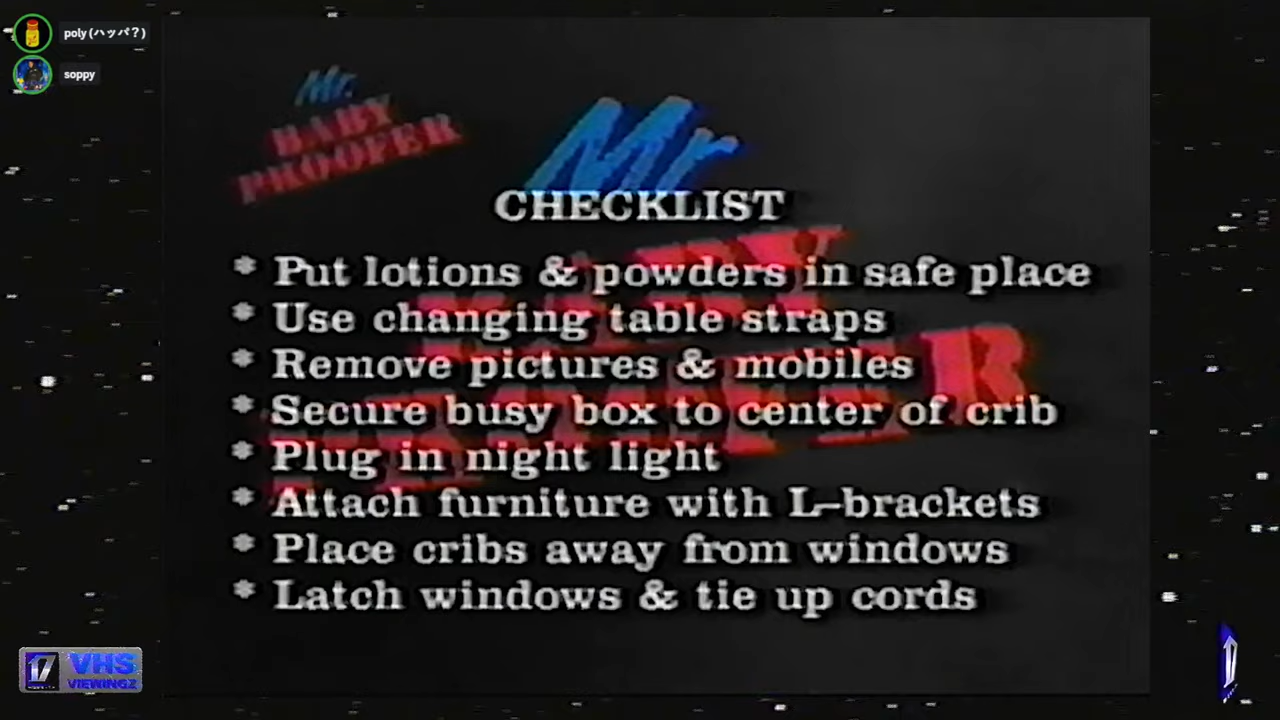 poly (ハッパ？)
soppy
Mr.
BABY
PROOFER
Mr
BABY
PROOFER
CHECKLIST
* Put lotions & powders in safe place
* Use changing table straps
* Remove pictures & mobiles
* Secure busy box to center of crib
* Plug in night light
* Attach furniture with L-brackets
* Place cribs away from windows
* Latch windows & tie up cords
17 VHS
VIEWINGZ